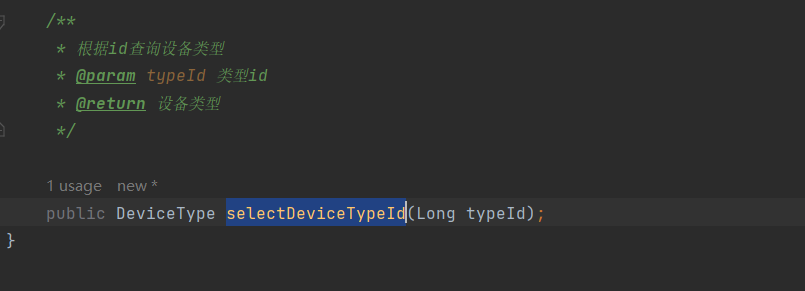 /**
* 根据id查询设备类型
* @param typeId 类型id
* @return 设备类型
*/
1 usage new *
public DeviceType selectDeviceTypeId(Long typeId);
}